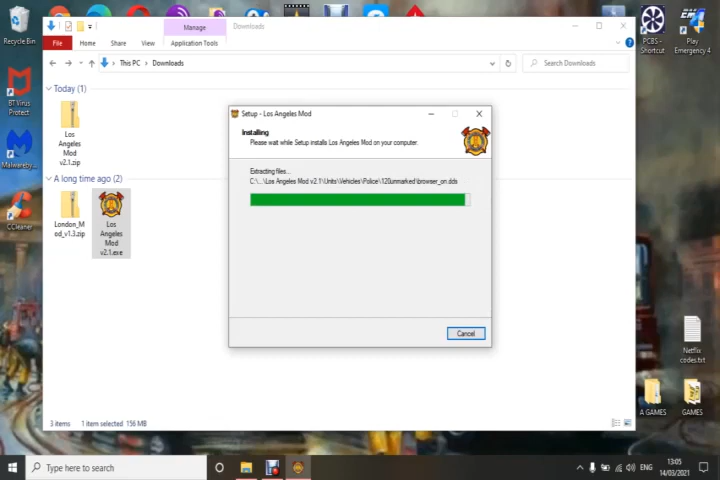 Recycle Bin
BT Virus
Protect
Malwareby...
CCleaner
Manage
Downloads
File
Home
Share
View
Application Tools
This PC
Downloads
Search Downloads
Today (1)
Los
Angeles
Mod
v2.1.zip
A long time ago (2)
London_M
od_v1.3.zip
Los
Angeles
Mod
v2.1.exe
Setup - Los Angeles Mod
Installing
Please wait while Setup installs Los Angeles Mod on your computer.
Extracting files...
C:\...\Los Angeles Mod v2.1\Units\Vehicles\Police\120unmarked\browser_on.dds
Cancel
3 items
1 item selected 156 MB
PCBS -
Shortcut
Play
Emergency 4
Netflix
codes.txt
A GAMES
GAMES
Type here to search
ENG
13:05
14/03/2021